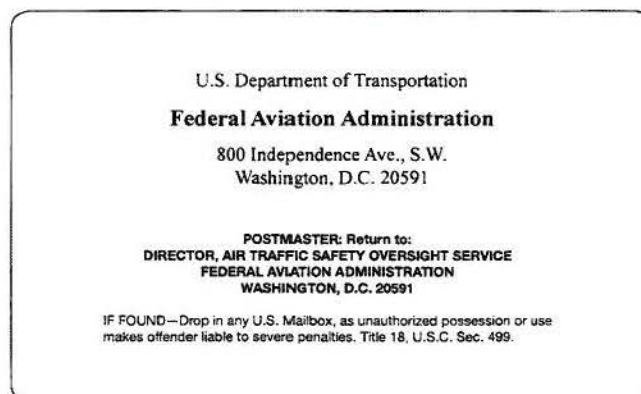 U.S. Department of Transportation
Federal Aviation Administration
800 Independence Ave., S.W.
Washington, D.C. 20591
POSTMASTER: Return to:
DIRECTOR, AIR TRAFFIC SAFETY OVERSIGHT SERVICE
FEDERAL AVIATION ADMINISTRATION
WASHINGTON, D.C. 20591
IF FOUND—Drop in any U.S. Mailbox, as unauthorized possession or use
makes offender liable to severe penalties. Title 18, U.S.C. Sec. 499.